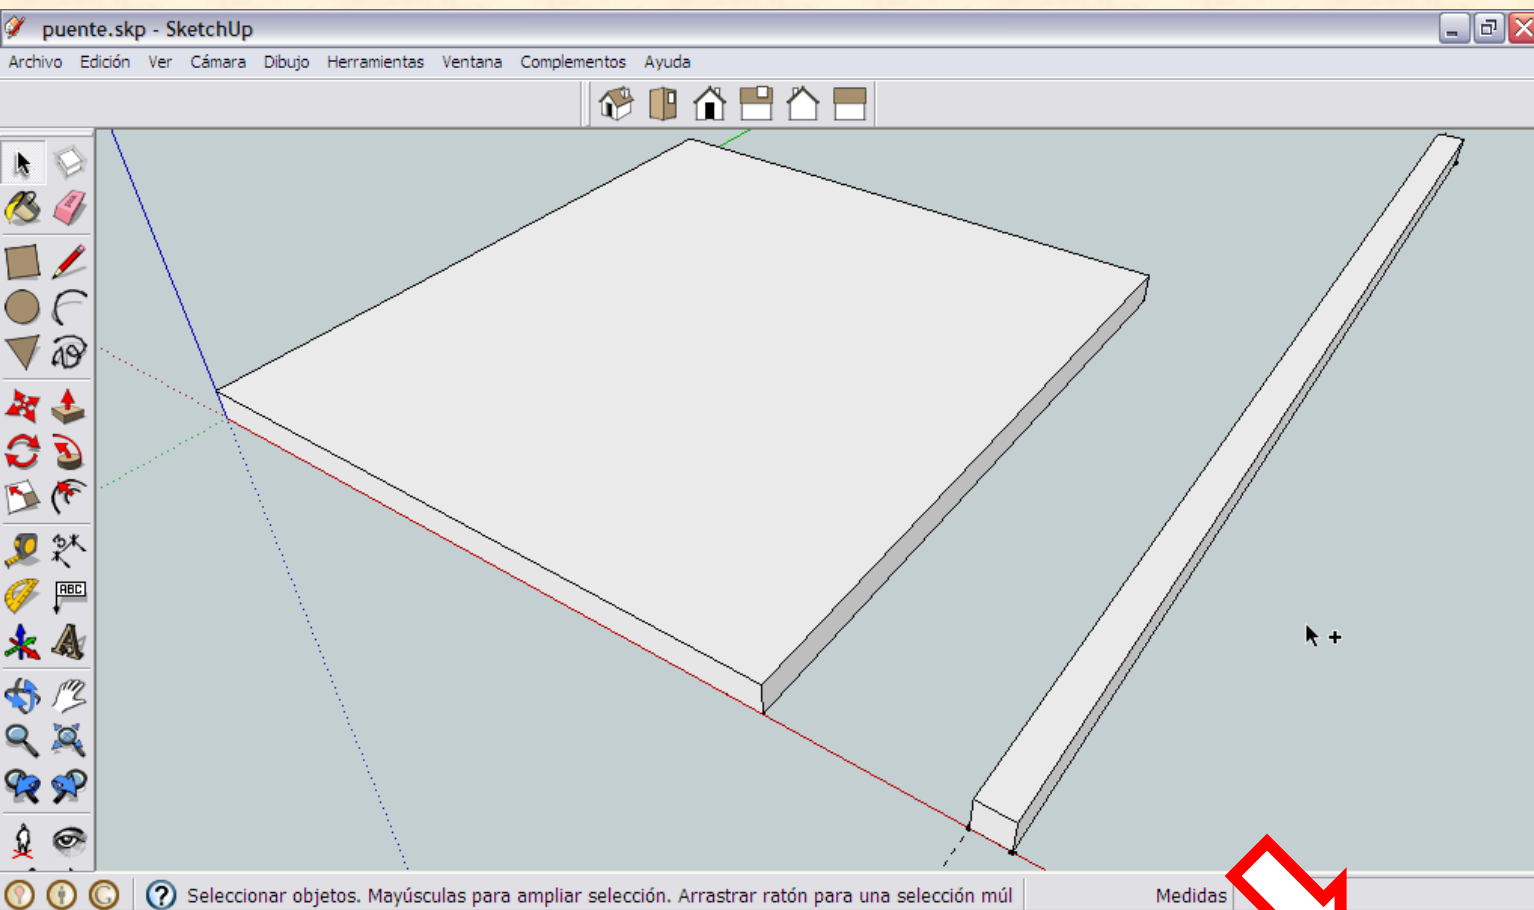 puente.skp - SketchUp
Archivo Edición Ver Cámara Dibujo Herramientas Ventana Complementos Ayuda
ABC
A
Seleccionar objetos. Mayúsculas para ampliar selección. Arrastrar ratón para una selección múl
Medidas